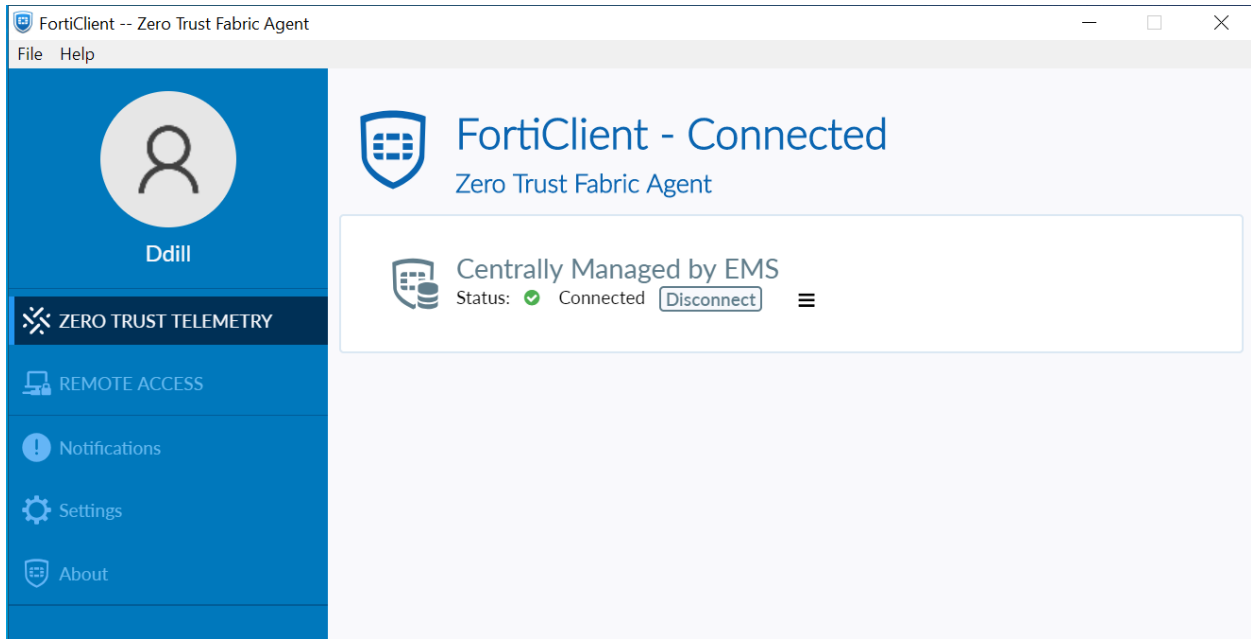 FortiClient -- Zero Trust Fabric Agent
File Help
Ddill
ZERO TRUST TELEMETRY
REMOTE ACCESS
Notifications
Settings
About
FortiClient - Connected
Zero Trust Fabric Agent
Centrally Managed by EMS
Status: Connected Disconnect